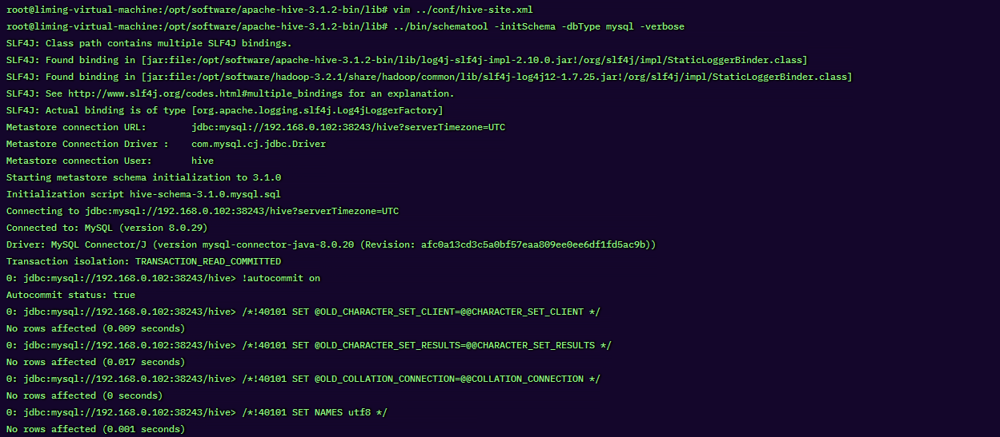 root@liming-virtual-machine:/opt/software/apache-hive-3.1.2-bin/lib# vim ../conf/hive-site.xml
root@liming-virtual-machine:/opt/software/apache-hive-3.1.2-bin/lib# ../bin/schematool -initSchema -dbType mysql -verbose
SLF4J: Class path contains multiple SLF4J bindings.
SLF4J: Found binding in [jar:file:/opt/software/apache-hive-3.1.2-bin/lib/log4j-slf4j-impl-2.10.0.jar!/org/slf4j/impl/StaticLoggerBinder.class]
SLF4J: Found binding in [jar:file:/opt/software/hadoop-3.2.1/share/hadoop/common/lib/slf4j-log4j12-1.7.25.jar!/org/slf4j/impl/StaticLoggerBinder.class]
SLF4J: See http://www.slf4j.org/codes.html#multiple_bindings for an explanation.
SLF4J: Actual binding is of type [org.apache.logging.slf4j.Log4jLoggerFactory]
Metastore connection URL:        jdbc:mysql://192.168.0.102:38243/hive?serverTimezone=UTC
Metastore Connection Driver :    com.mysql.cj.jdbc.Driver
Metastore connection User:       hive
Starting metastore schema initialization to 3.1.0
Initialization script hive-schema-3.1.0.mysql.sql
Connecting to jdbc:mysql://192.168.0.102:38243/hive?serverTimezone=UTC
Connected to: MySQL (version 8.0.29)
Driver: MySQL Connector/J (version mysql-connector-java-8.0.20 (Revision: afc0a13cd3c5a0bf57eaa809ee0ee6df1fd5ac9b))
Transaction isolation: TRANSACTION_READ_COMMITTED
0: jdbc:mysql://192.168.0.102:38243/hive> !autocommit on
Autocommit status: true
0: jdbc:mysql://192.168.0.102:38243/hive> /*!40101 SET @OLD_CHARACTER_SET_CLIENT=@@CHARACTER_SET_CLIENT */
No rows affected (0.009 seconds)
0: jdbc:mysql://192.168.0.102:38243/hive> /*!40101 SET @OLD_CHARACTER_SET_RESULTS=@@CHARACTER_SET_RESULTS */
No rows affected (0.017 seconds)
0: jdbc:mysql://192.168.0.102:38243/hive> /*!40101 SET @OLD_COLLATION_CONNECTION=@@COLLATION_CONNECTION */
No rows affected (0 seconds)
0: jdbc:mysql://192.168.0.102:38243/hive> /*!40101 SET NAMES utf8 */
No rows affected (0.001 seconds)